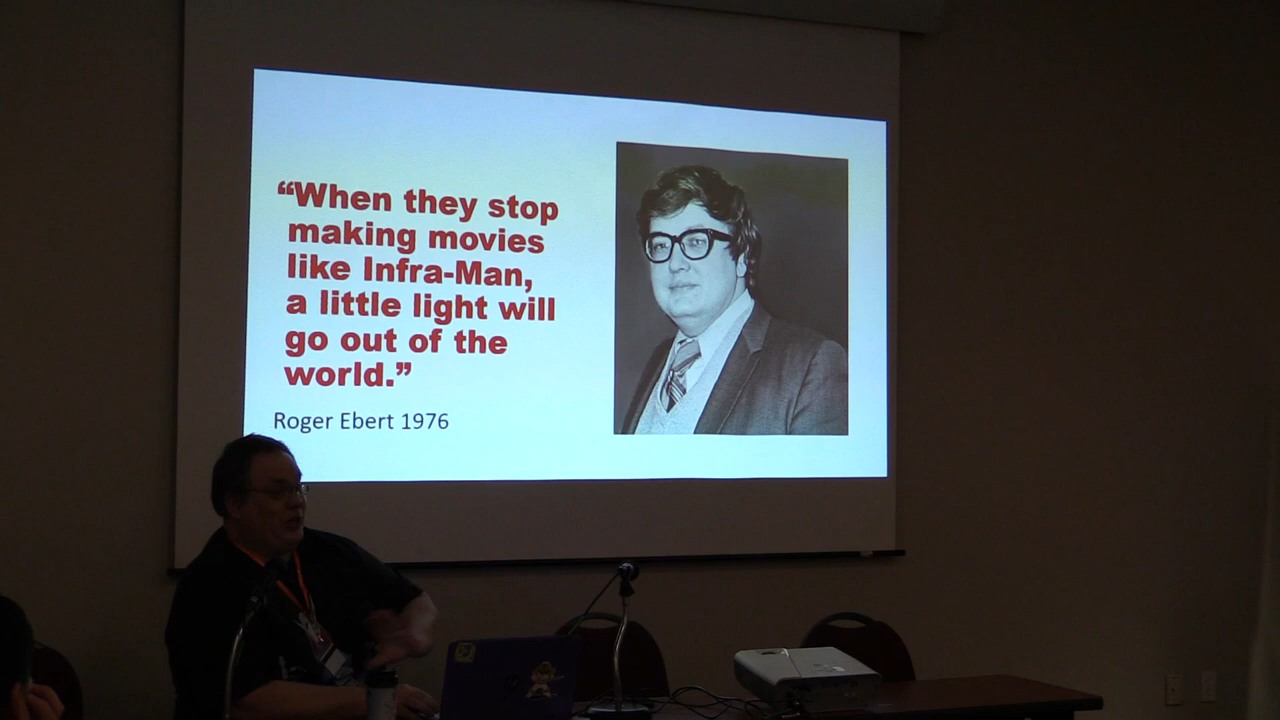 “When they stop
making movies
like Infra-Man,
a little light will
go out of the
world.”
Roger Ebert 1976